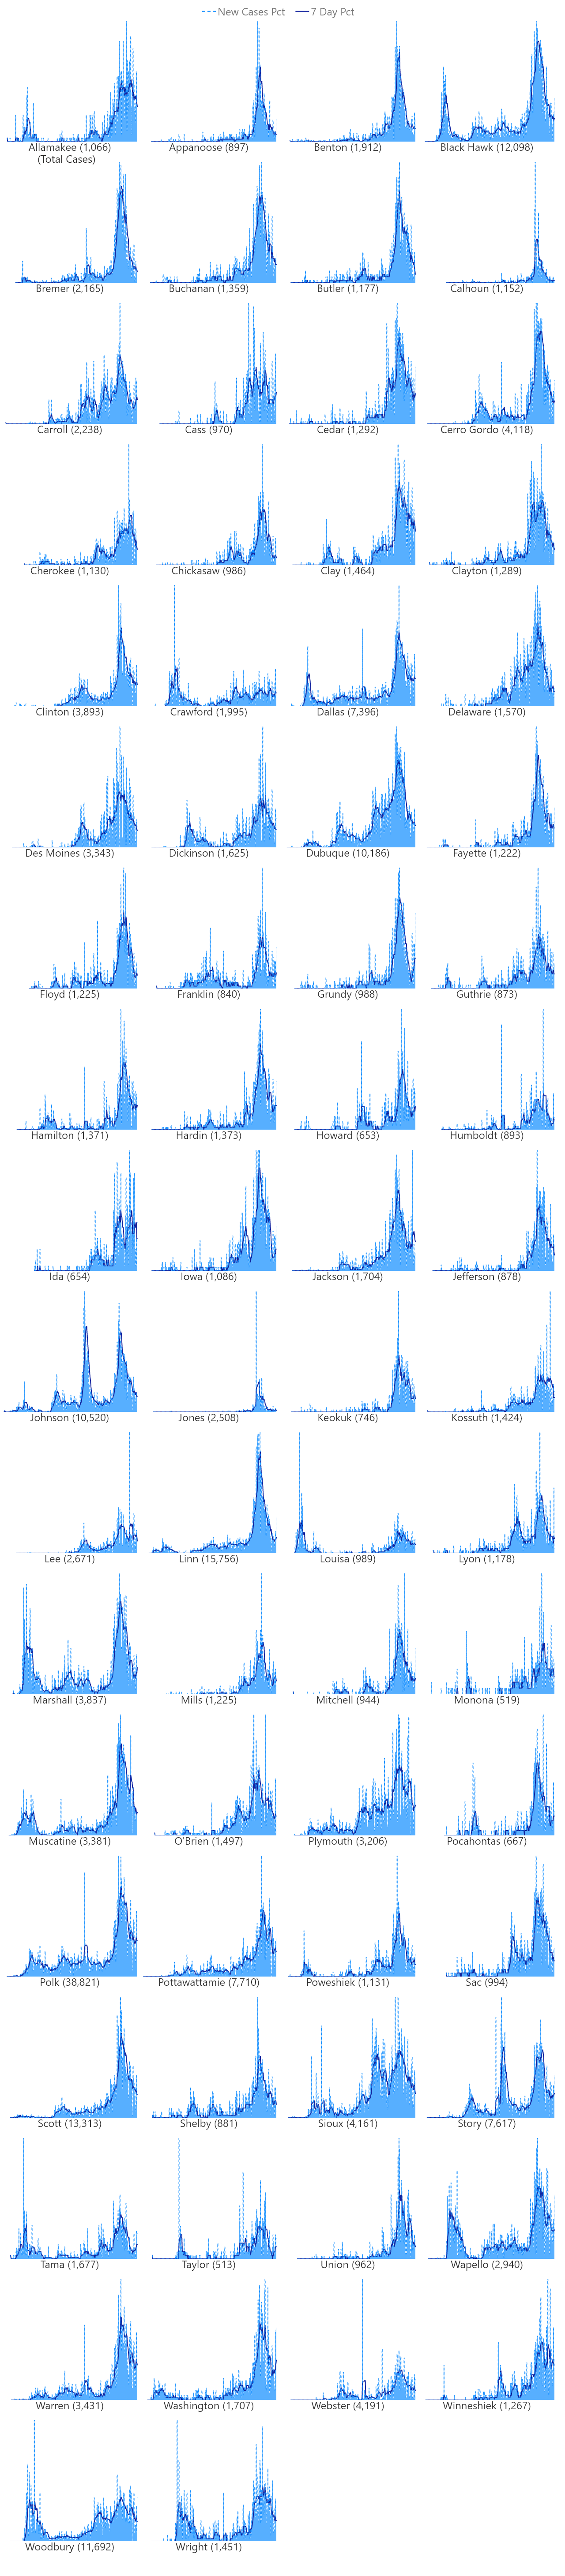 New Cases Pct 7 Day Pct
Allamakee (1,066) Appanoose (897) Benton (1,912) Black Hawk (12,098)
(Total Cases)
Bremer (2,165) Buchanan (1,359) Butler (1,177) Calhoun (1,152)
Carroll (2,238) Cass (970) Cedar (1,292) Cerro Gordo (4,118)
Cherokee (1,130) Chickasaw (986) Clay (1,464) Clayton (1,289)
Clinton (3,893) Crawford (1,995) Dallas (7,396) Delaware (1,570)
Des Moines (3,343) Dickinson (1,625) Dubuque (10,186) Fayette (1,222)
Floyd (1,225) Franklin (840) Grundy (988) Guthrie (873)
Hamilton (1,371) Hardin (1,373) Howard (653) Humboldt (893)
Ida (654) Iowa (1,086) Jackson (1,704) Jefferson (878)
Johnson (10,520) Jones (2,508) Keokuk (746) Kossuth (1,424)
Lee (2,671) Linn (15,756) Louisa (989) Lyon (1,178)
Marshall (3,837) Mills (1,225) Mitchell (944) Monona (519)
Muscatine (3,381) O'Brien (1,497) Plymouth (3,206) Pocahontas (667)
Polk (38,821) Pottawattamie (7,710) Poweshiek (1,131) Sac (994)
Scott (13,313) Shelby (881) Sioux (4,161) Story (7,617)
Tama (1,677) Taylor (513) Union (962) Wapello (2,940)
Warren (3,431) Washington (1,707) Webster (4,191) Winneshiek (1,267)
Woodbury (11,692) Wright (1,451)